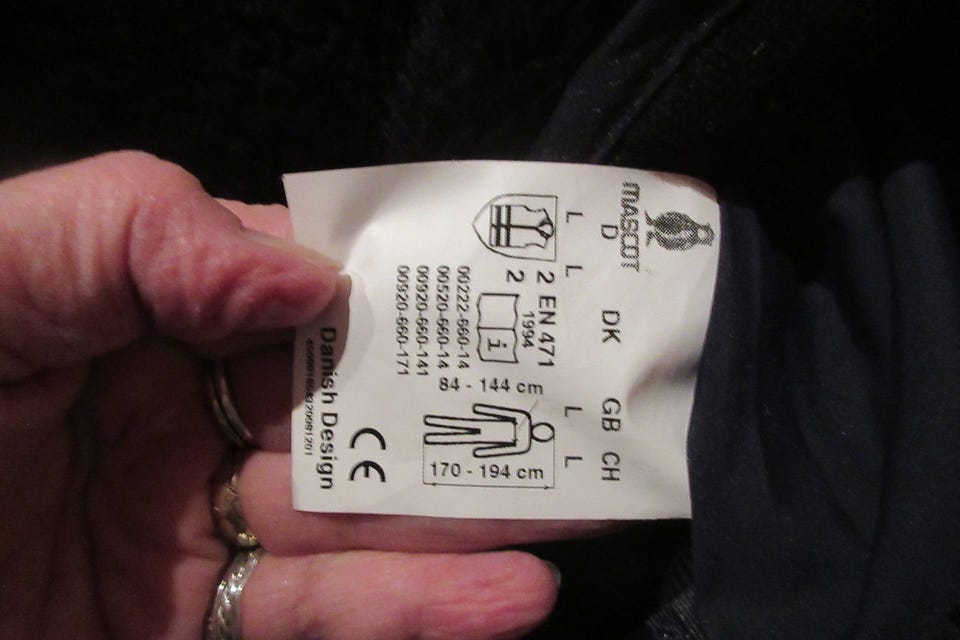 MASCOT
D DK GB CH
L L L L
2 EN 471
1994
2
i
84 - 144 cm
170 - 194 cm
00222-660-14
00520-660-14
00920-660-141
00920-660-171
CE
Danish Design